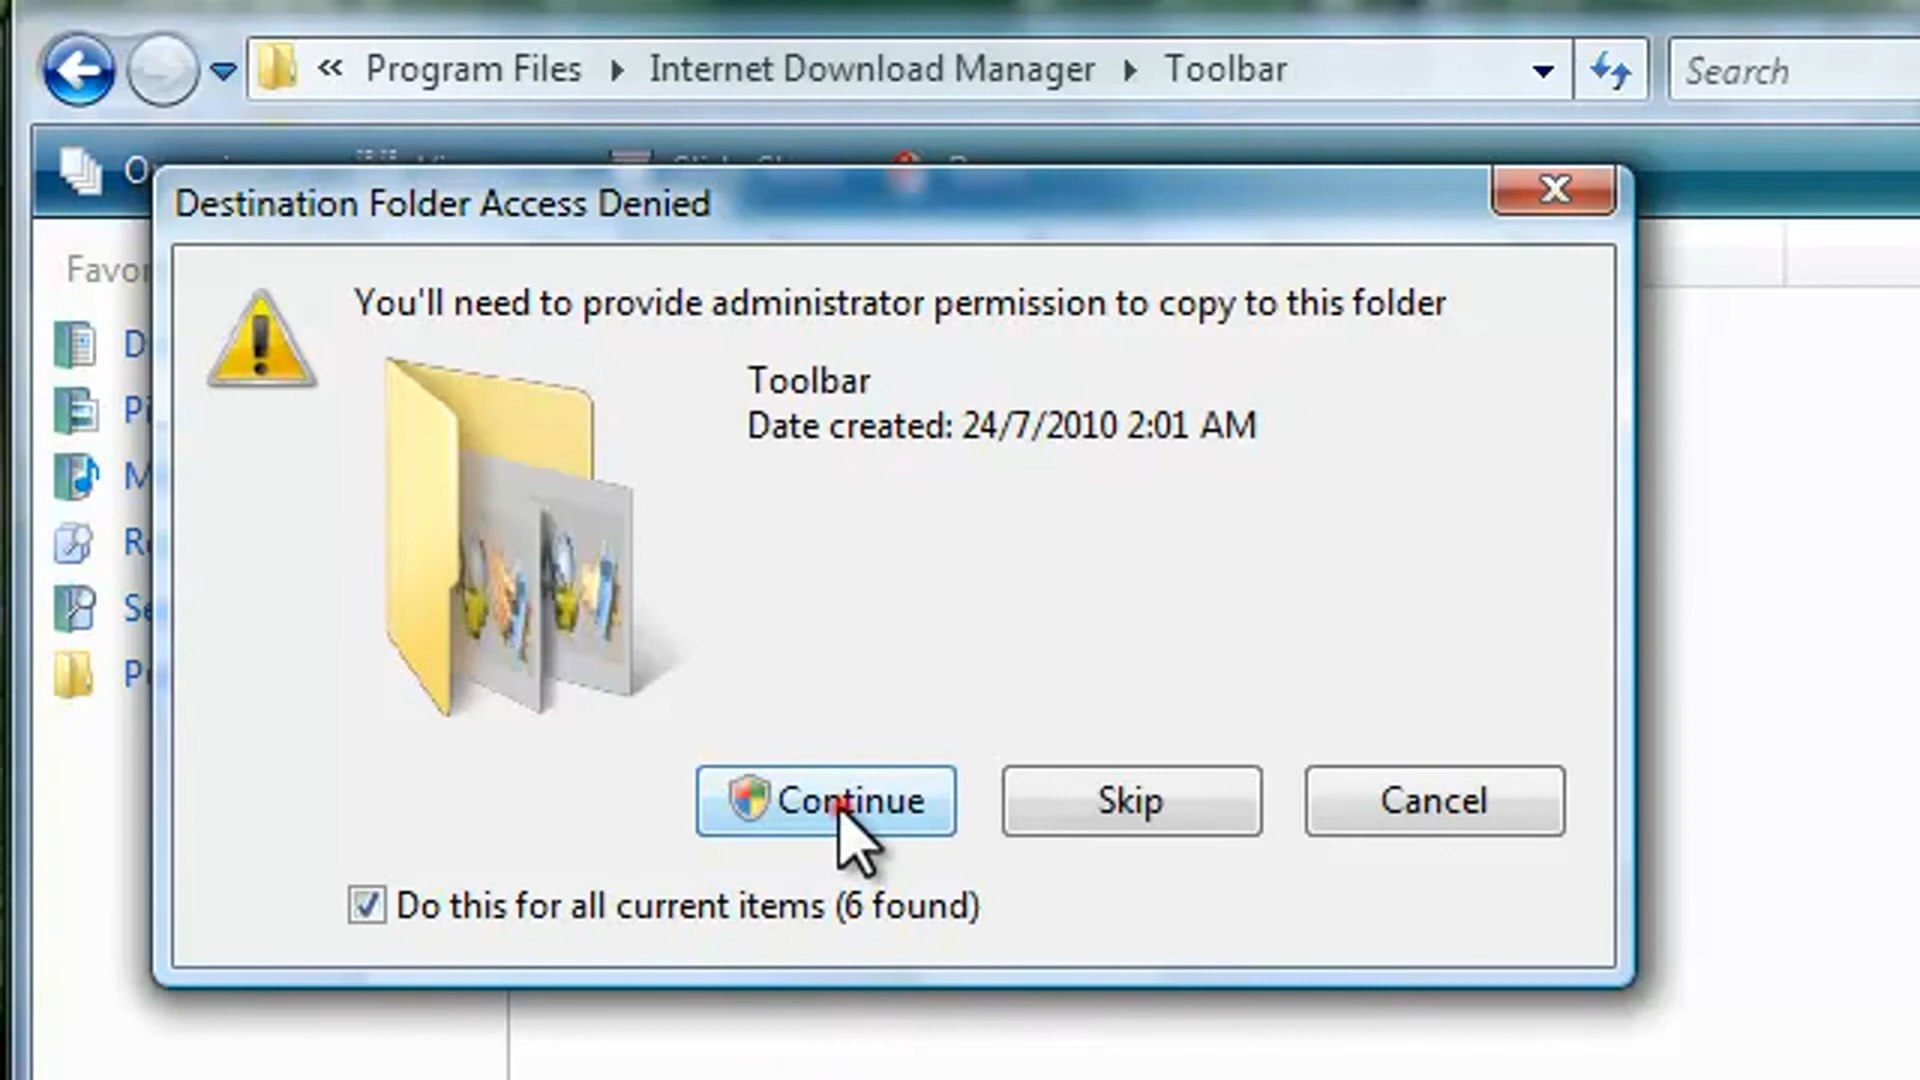 « Program Files Internet Download Manager Toolbar
Search
Destination Folder Access Denied
You'll need to provide administrator permission to copy to this folder
Toolbar
Date created: 24/7/2010 2:01 AM
Continue
Skip
Cancel
Do this for all current items (6 found)